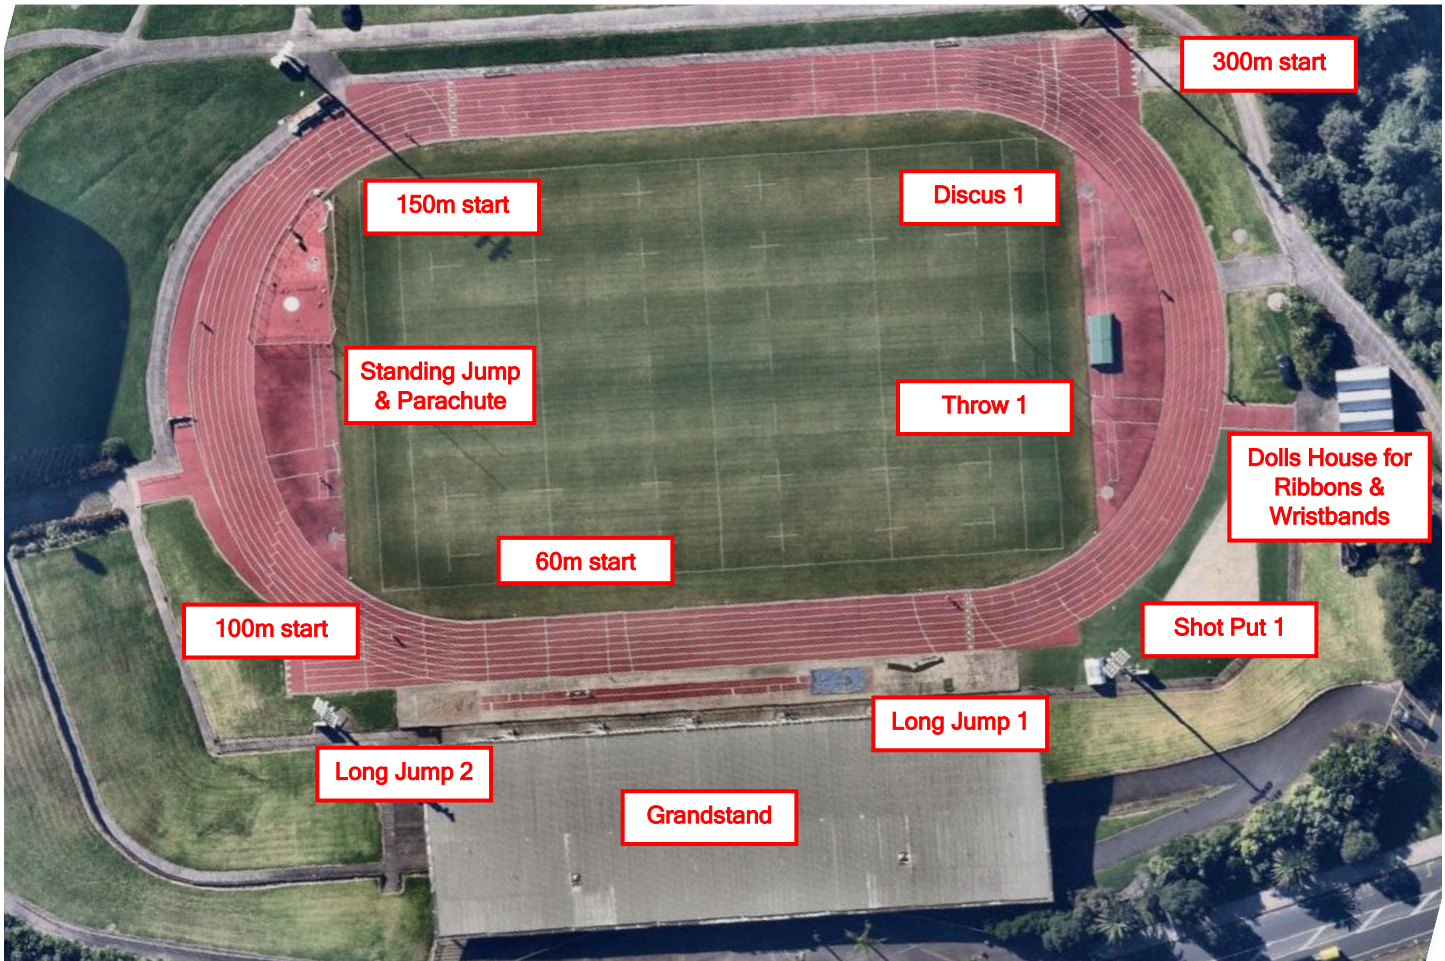 300m start
150m start
Discus 1
Standing Jump
& Parachute
Throw 1
Dolls House for
Ribbons &
Wristbands
60m start
100m start
Shot Put 1
Long Jump 1
Long Jump 2
Grandstand